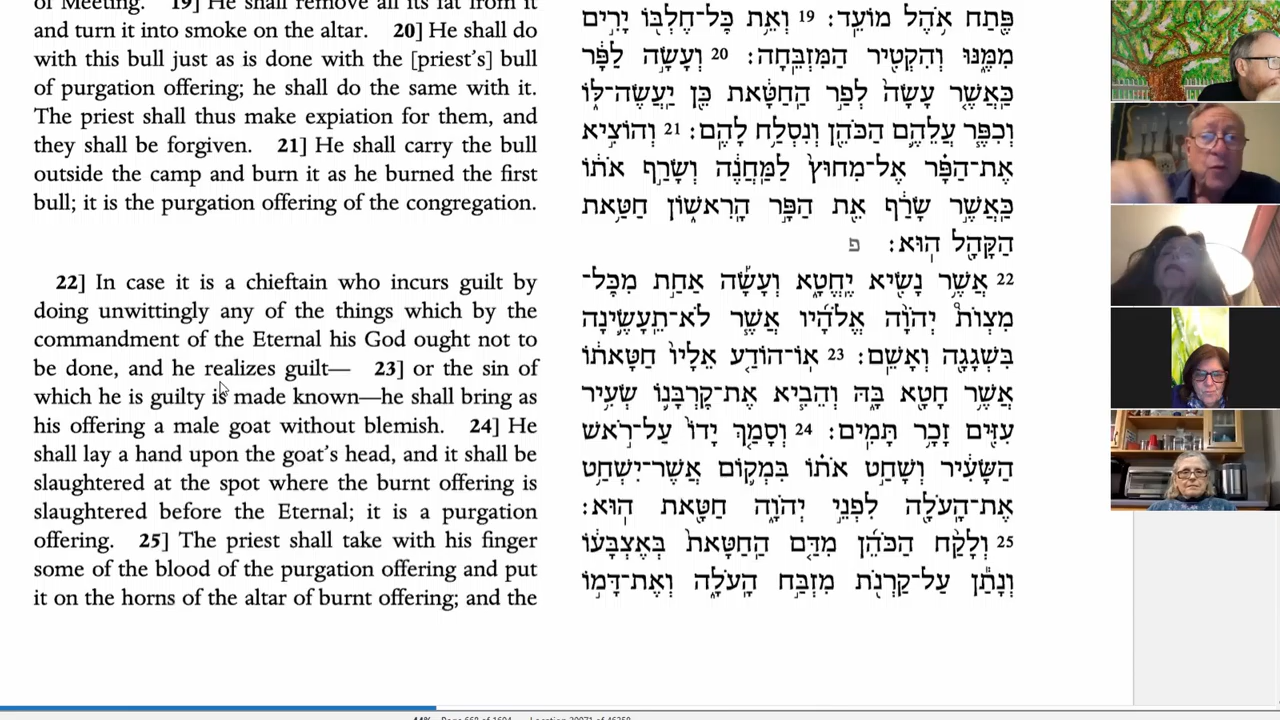 of Meeting. 19] He shall remove all its fat from it
and turn it into smoke on the altar. 20] He shall do
with this bull just as is done with the [priest's] bull
of purgation offering; he shall do the same with it.
The priest shall thus make expiation for them, and
they shall be forgiven. 21] He shall carry the bull
outside the camp and burn it as he burned the first
bull; it is the purgation offering of the congregation.
22] In case it is a chieftain who incurs guilt by
doing unwittingly any of the things which by the
commandment of the Eternal his God ought not to
be done, and he realizes guilt— 23] or the sin of
which he is guilty is made known—he shall bring as
his offering a male goat without blemish. 24] He
shall lay a hand upon the goat's head, and it shall be
slaughtered at the spot where the burnt offering is
slaughtered before the Eternal; it is a purgation
offering. 25] The priest shall take with his finger
some of the blood of the purgation offering and put
it on the horns of the altar of burnt offering; and the
פֶּ֖תַח אֹ֥הֶל מוֹעֵֽד׃ 19 וְאֵ֥ת כׇּל־חֶלְבּ֖וֹ יָרִ֣ים
מִמֶּ֑נּוּ וְהִקְטִ֖יר הַמִּזְבֵּֽחָה׃ 20 וְעָשָׂ֣ה לַפָּ֔ר
כַּאֲשֶׁ֤ר עָשָׂה֙ לְפַ֣ר הַֽחַטָּ֔את כֵּ֖ן יַעֲשֶׂה־לּ֑וֹ
וְכִפֶּ֧ר עֲלֵהֶ֛ם הַכֹּהֵ֖ן וְנִסְלַ֥ח לָהֶֽם׃ 21 וְהוֹצִ֣יא
אֶת־הַפָּ֗ר אֶל־מִחוּץ֙ לַֽמַּחֲנֶ֔ה וְשָׂרַ֣ף אֹת֔וֹ
כַּאֲשֶׁ֣ר שָׂרַ֔ף אֵ֖ת הַפָּ֣ר הָרִאשׁ֑וֹן חַטַּ֥את
הַקָּהָ֖ל הֽוּא׃ פ
22 אֲשֶׁ֥ר נָשִׂ֖יא יֶֽחֱטָ֑א וְעָשָׂ֡ה אַחַ֣ת מִכׇּל־
מִצְוֺת֩ יְהֹוָ֨ה אֱלֹהָ֜יו אֲשֶׁ֧ר לֹא־תֵעָשֶׂ֛ינָה
בִּשְׁגָגָ֖ה וְאָשֵֽׁם׃ 23 אֽוֹ־הוֹדַ֤ע אֵלָיו֙ חַטָּאת֔וֹ
אֲשֶׁ֥ר חָטָ֖א בָּ֑הּ וְהֵבִ֧יא אֶת־קׇרְבָּנ֛וֹ שְׂעִ֥יר
עִזִּ֖ים זָכָ֥ר תָּמִֽים׃ 24 וְסָמַ֤ךְ יָדוֹ֙ עַל־רֹ֣אשׁ
הַשָּׂעִ֔יר וְשָׁחַ֣ט אֹת֔וֹ בִּמְק֛וֹם אֲשֶׁר־יִשְׁחַ֥ט
אֶת־הָעֹלָ֖ה לִפְנֵ֣י יְהֹוָ֑ה חַטָּ֖את הֽוּא׃
25 וְלָקַ֨ח הַכֹּהֵ֜ן מִדַּ֤ם הַֽחַטָּאת֙ בְּאֶצְבָּע֔וֹ
וְנָתַ֕ן עַל־קַרְנֹ֖ת מִזְבַּ֣ח הָעֹלָ֑ה וְאֶת־דָּמ֣וֹ